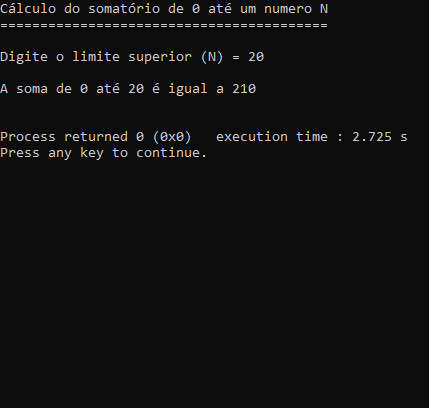 Cálculo do somatório de 0 até um numero N
=========================================
Digite o limite superior (N) = 20
A soma de 0 até 20 é igual a 210
Process returned 0 (0x0)   execution time : 2.725 s
Press any key to continue.